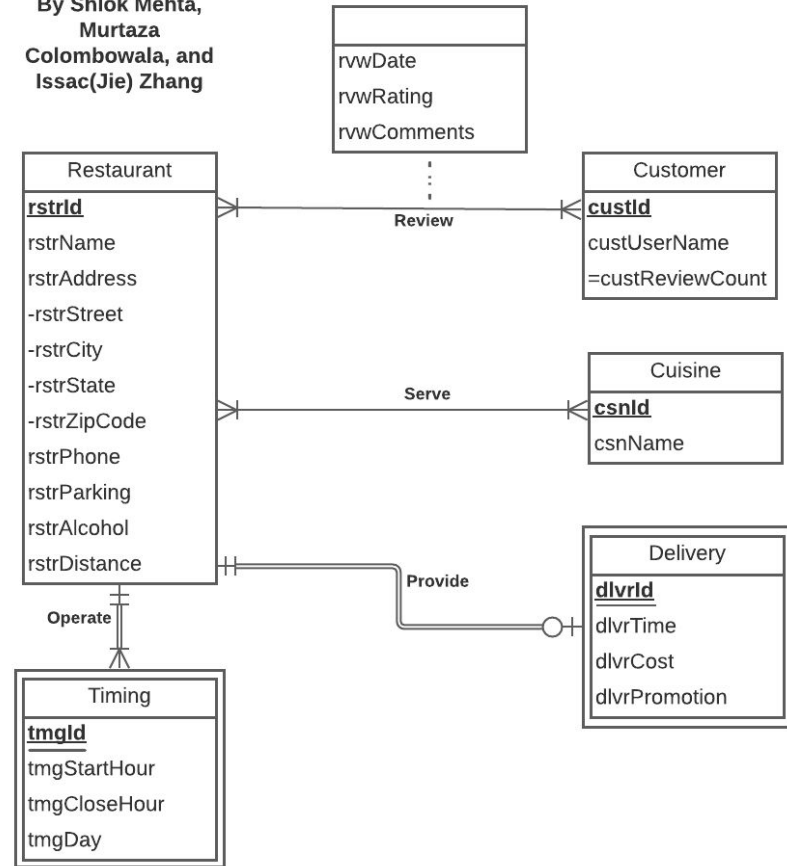 By Shlok Mehta,
Murtaza
Colombowala, and
Issac(Jie) Zhang
rvwDate
rvwRating
rvwComments
Restaurant
rstrId
rstrName
rstrAddress
-rstrStreet
-rstrCity
-rstrState
-rstrZipCode
rstrPhone
rstrParking
rstrAlcohol
rstrDistance
Review
Customer
custId
custUserName
=custReviewCount
Serve
Cuisine
csnId
csnName
Provide
Delivery
dlvrId
dlvrTime
dlvrCost
dlvrPromotion
Operate
Timing
tmgId
tmgStartHour
tmgCloseHour
tmgDay